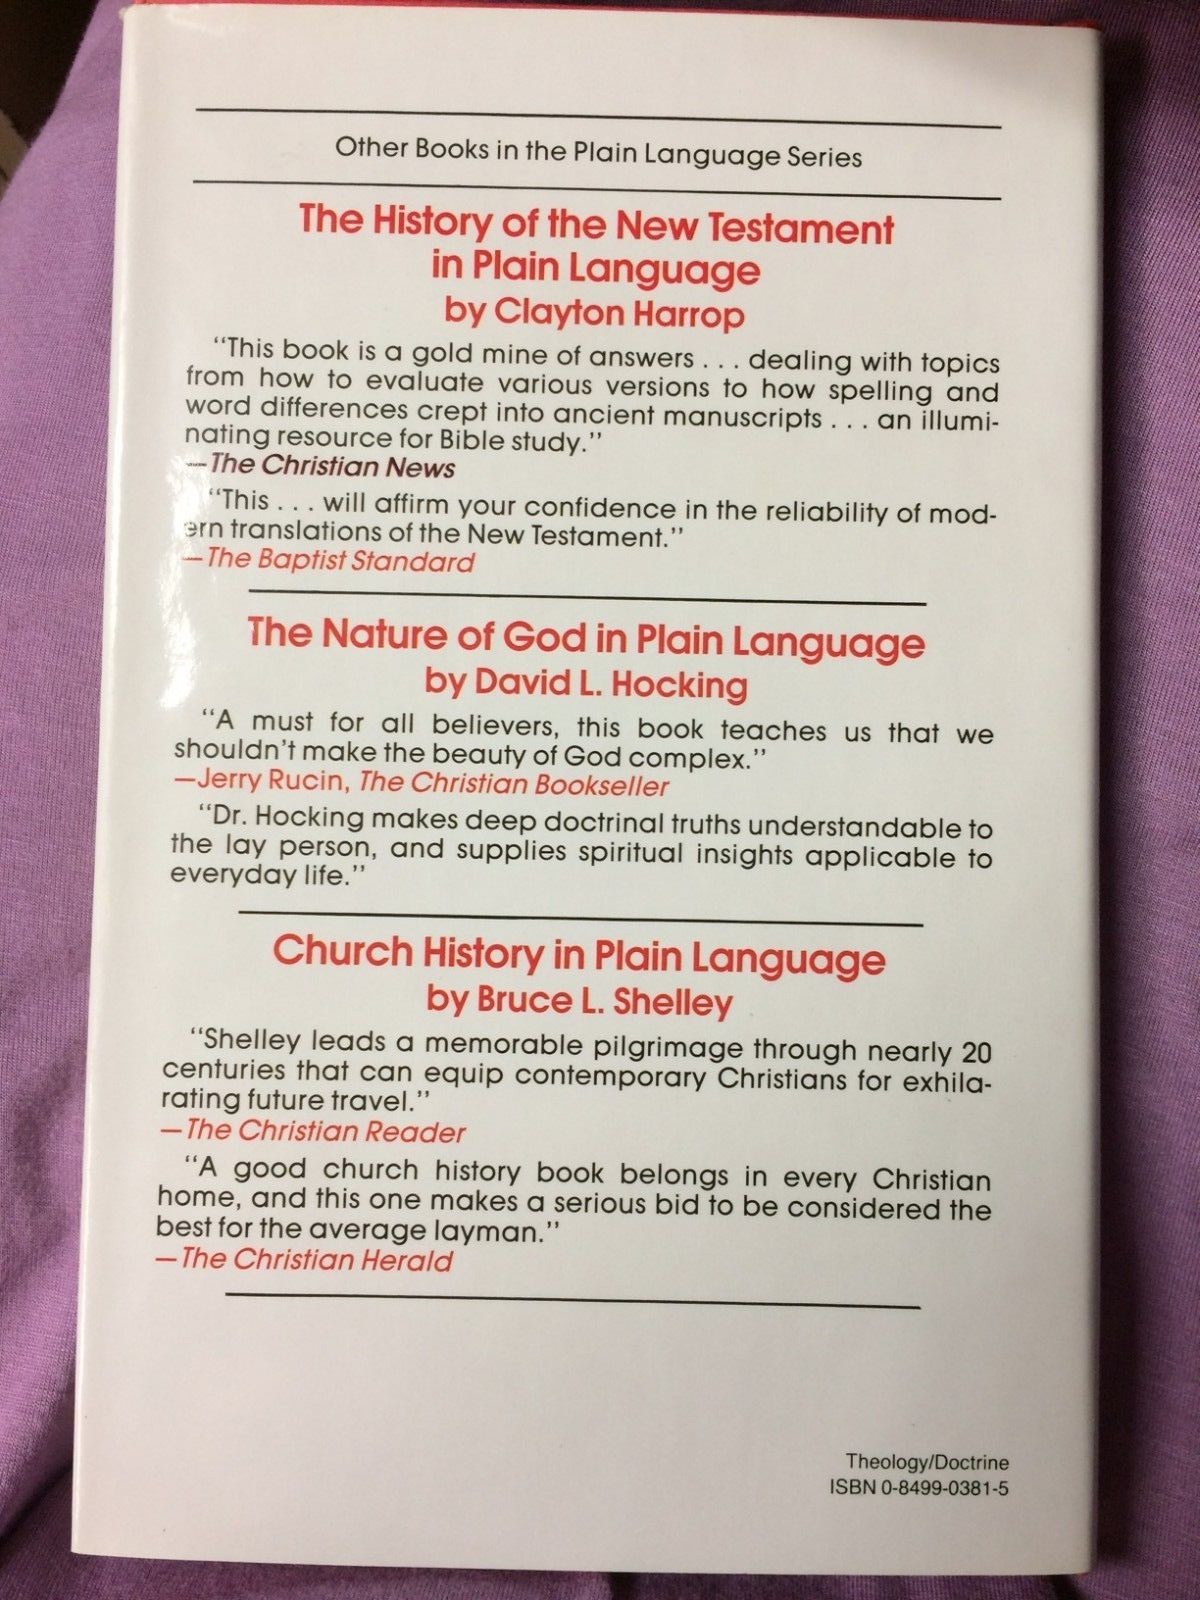 Other Books in the Plain Language Series
The History of the New Testament
in Plain Language
by Clayton Harrop
“This book is a gold mine of answers . . . dealing with topics
from how to evaluate various versions to how spelling and
word differences crept into ancient manuscripts . . . an illumi-
nating resource for Bible study.”
—The Christian News
“This . . . will affirm your confidence in the reliability of mod-
ern translations of the New Testament.”
—The Baptist Standard
The Nature of God in Plain Language
by David L. Hocking
“A must for all believers, this book teaches us that we
shouldn’t make the beauty of God complex.”
—Jerry Rucin, The Christian Bookseller
“Dr. Hocking makes deep doctrinal truths understandable to
the lay person, and supplies spiritual insights applicable to
everyday life.”
Church History in Plain Language
by Bruce L. Shelley
“Shelley leads a memorable pilgrimage through nearly 20
centuries that can equip contemporary Christians for exhila-
rating future travel.”
—The Christian Reader
“A good church history book belongs in every Christian
home, and this one makes a serious bid to be considered the
best for the average layman.”
—The Christian Herald
Theology/Doctrine
ISBN 0-8499-0381-5